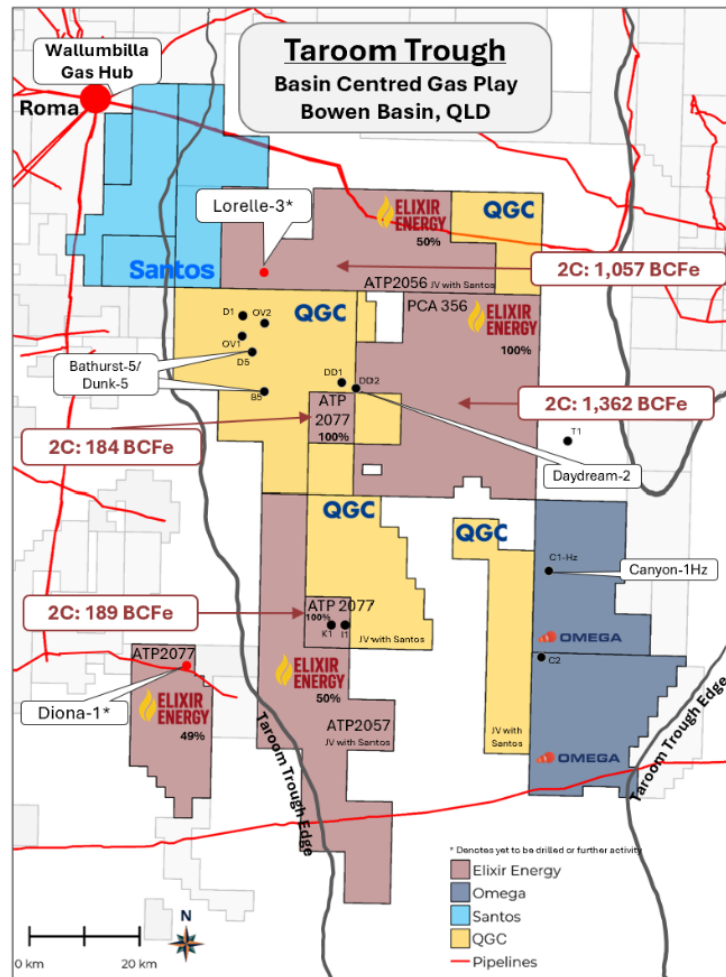 Taroom Trough
Basin Centred Gas Play
Bowen Basin, QLD
Wallumbilla
Gas Hub
Roma
Lorelle-3*
ELIXIR
ENERGY
50%
QGC
Santos
ATP2056 JV with Santos
2C: 1,057 BCFe
PCA 356
ELIXIR
ENERGY
100%
D1
OV2
QGC
OV1
D5
Bathurst-5/
Dunk-5
B5
DD1
DD2
ATP
2077
100%
2C: 1,362 BCFe
2C: 184 BCFe
T1
Daydream-2
QGC
QGC
C1-Hz
Canyon-1Hz
2C: 189 BCFe
ATP 2077
100%
K1
J1
JV with Santos
OMEGA
ATP2077
C2
Diona-1*
ELIXIR
ENERGY
49%
ELIXIR
ENERGY
50%
ATP2057
JV with Santos
JV with
Santos
OMEGA
Taroom Trough Edge
Taroom Trough Edge
* Denotes yet to be drilled or further activity
Elixir Energy
Omega
Santos
QGC
Pipelines
N
0 km
20 km